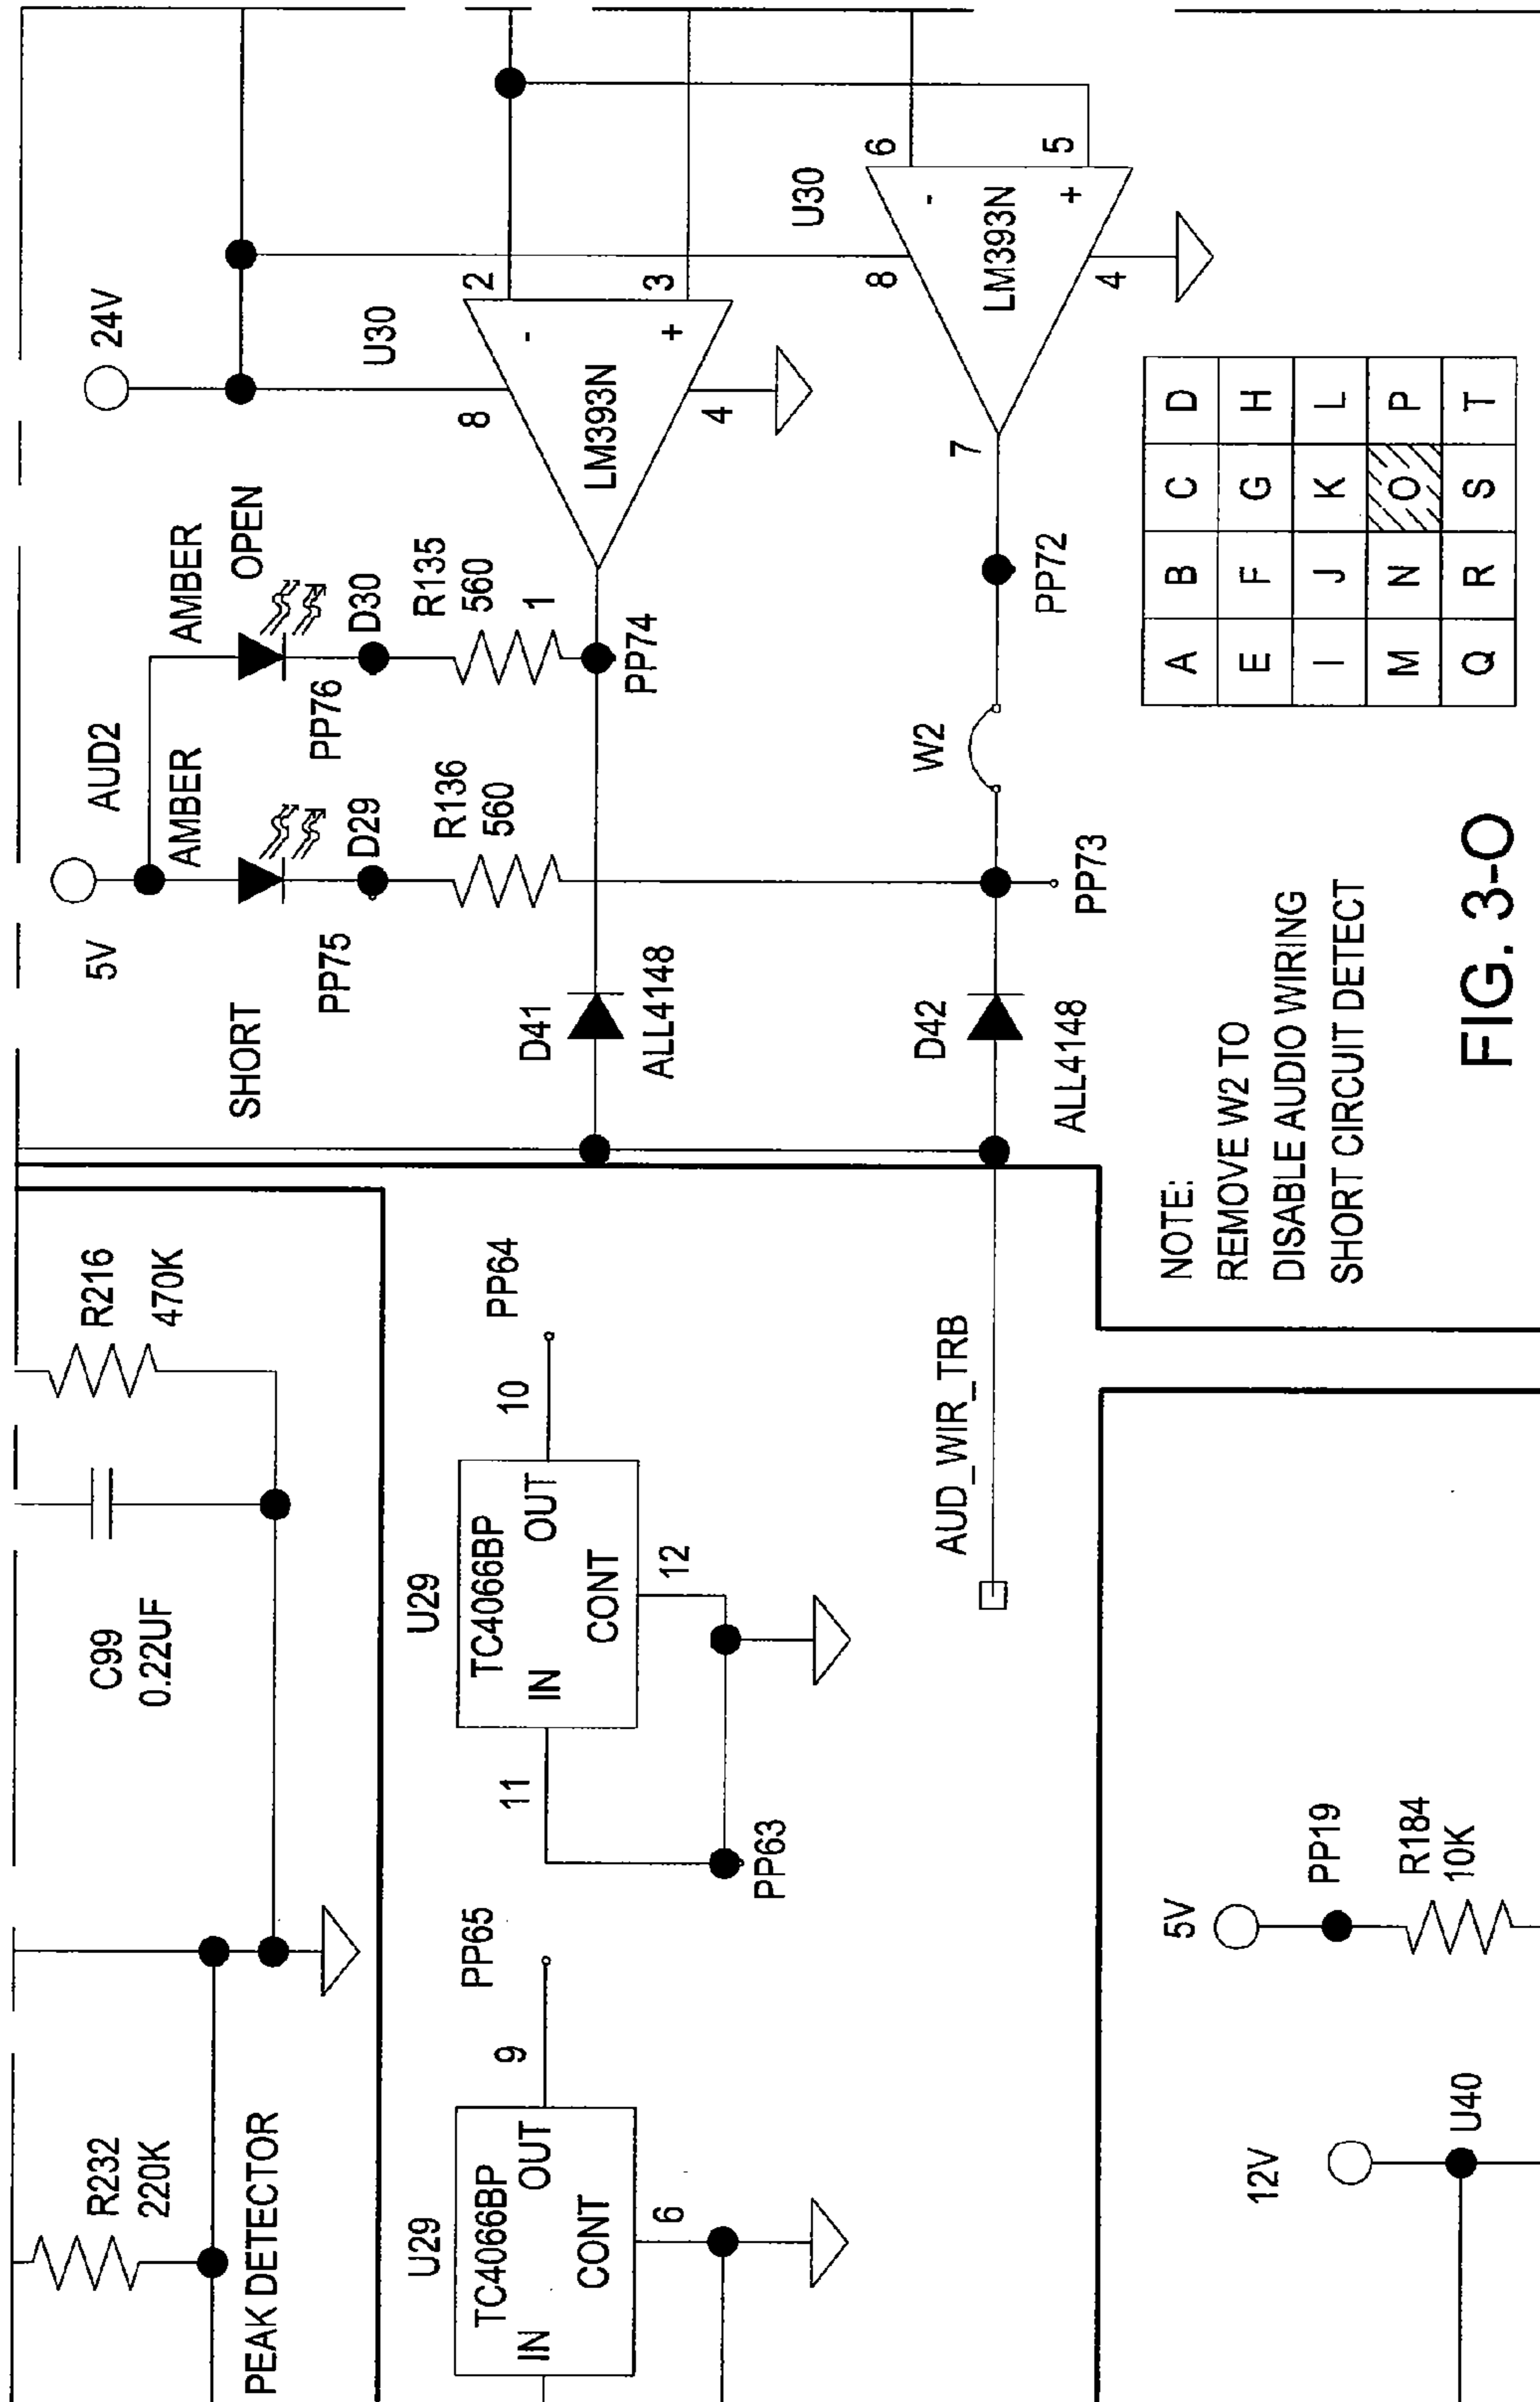 R232
220K
PEAK DETECTOR
C99
0.22UF
R216
470K
SHORT
5V
AUD2
AMBER
AMBER
OPEN
PP75
PP76
D29
D30
R136
560
R135
560
1
24V
U30
8
2
3
-
+
LM393N
4
PP74
D41
ALL4148
U30
8
6
5
-
+
LM393N
4
7
PP72
W2
PP73
D42
ALL4148
AUD_WIR_TRB
U29
TC4066BP
IN
OUT
CONT
9
6
PP65
U29
TC4066BP
IN
OUT
CONT
11
10
12
PP64
PP63
12V
U40
5V
PP19
R184
10K
NOTE:
REMOVE W2 TO
DISABLE AUDIO WIRING
SHORT CIRCUIT DETECT
A B C D
E F G H
I J K L
M N O P
Q R S T
FIG. 3-O